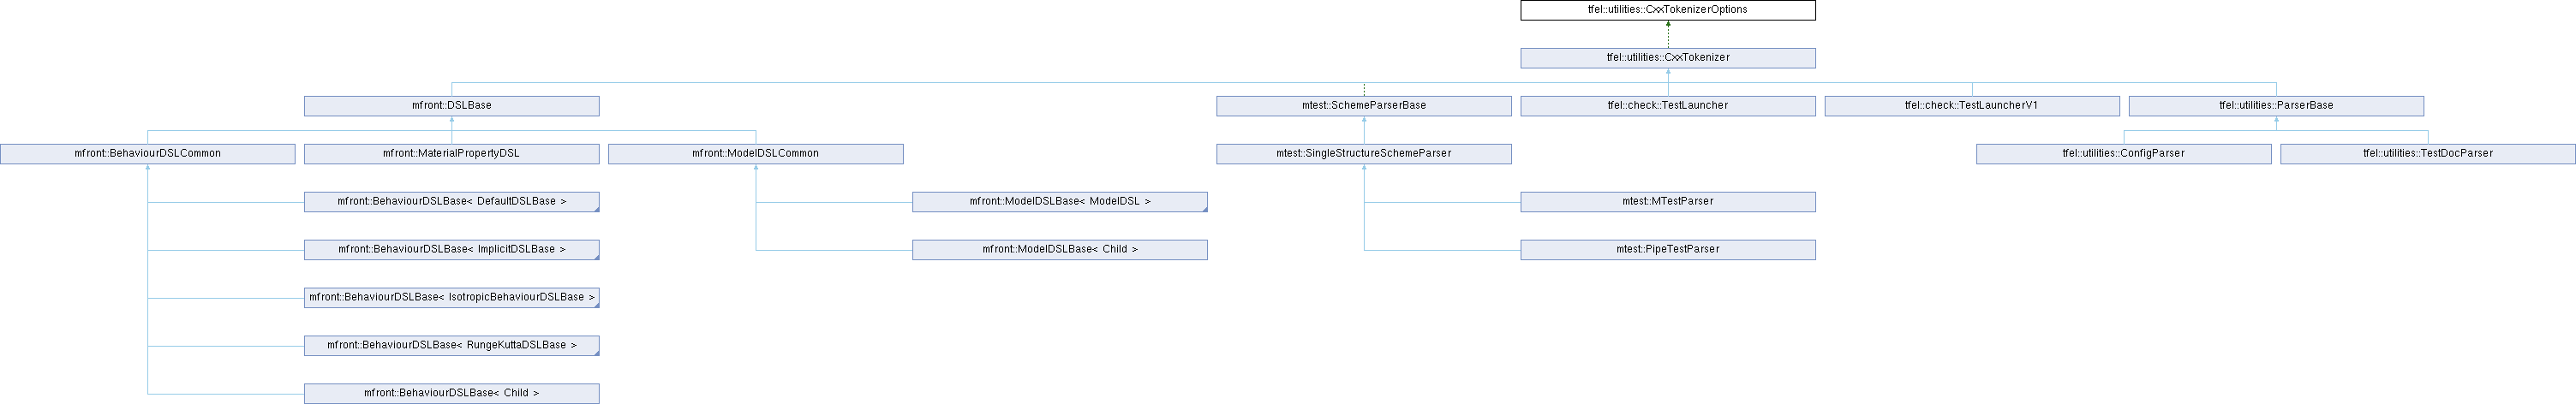 tfel::utilities::CxxTokenizerOptions
tfel::utilities::CxxTokenizer
mfront::DSLBase
mtest::SchemeParserBase
tfel::check::TestLauncher
tfel::check::TestLauncherV1
tfel::utilities::ParserBase
mfront::BehaviourDSLCommon
mfront::MaterialPropertyDSL
mfront::ModelDSLCommon
mtest::SingleStructureSchemeParser
tfel::utilities::ConfigParser
tfel::utilities::TestDocParser
mfront::BehaviourDSLBase< DefaultDSLBase >
mfront::ModelDSLBase< ModelDSL >
mtest::MTestParser
mfront::BehaviourDSLBase< ImplicitDSLBase >
mfront::ModelDSLBase< Child >
mtest::PipeTestParser
mfront::BehaviourDSLBase< IsotropicBehaviourDSLBase >
mfront::BehaviourDSLBase< RungeKuttaDSLBase >
mfront::BehaviourDSLBase< Child >